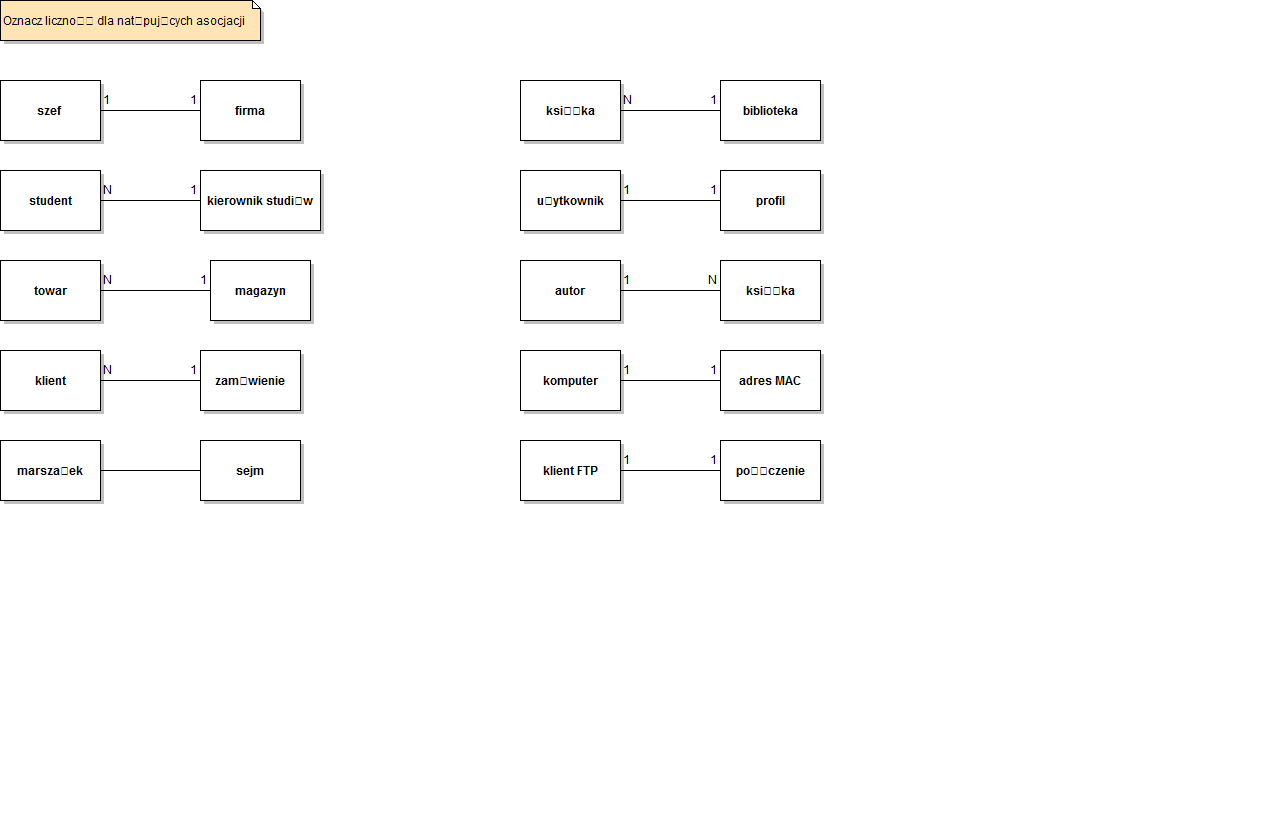 Oznacz liczno□□ dla nat□puj□cych asocjacji
szef 1 1 firma
student N 1 kierownik studi□w
towar N 1 magazyn
klient N 1 zam□wienie
marsza□ek sejm
ksi□□ka N 1 biblioteka
u□ytkownik 1 1 profil
autor 1 N ksi□□ka
komputer 1 1 adres MAC
klient FTP 1 1 po□□czenie